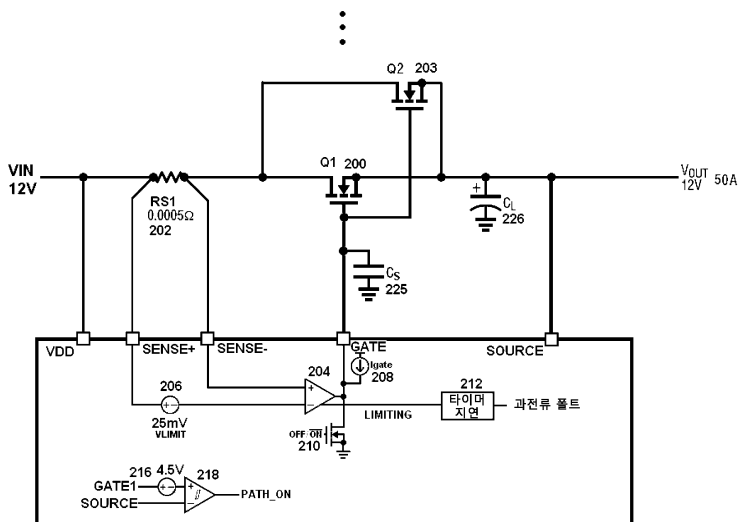 Q2
203
VIN
12V
Q1
200
RS1
0.0005Ω
202
+
CL
226
VOUT
12V
50A
CS
225
VDD
SENSE+
SENSE-
GATE
SOURCE
204
Igate
208
206
+-
25mV
VLIMIT
+
-
LIMITING
212
타이머
지연
과전류 폴트
OFF/ON
210
216
4.5V
218
GATE1
+-
+
SOURCE
-
PATH_ON